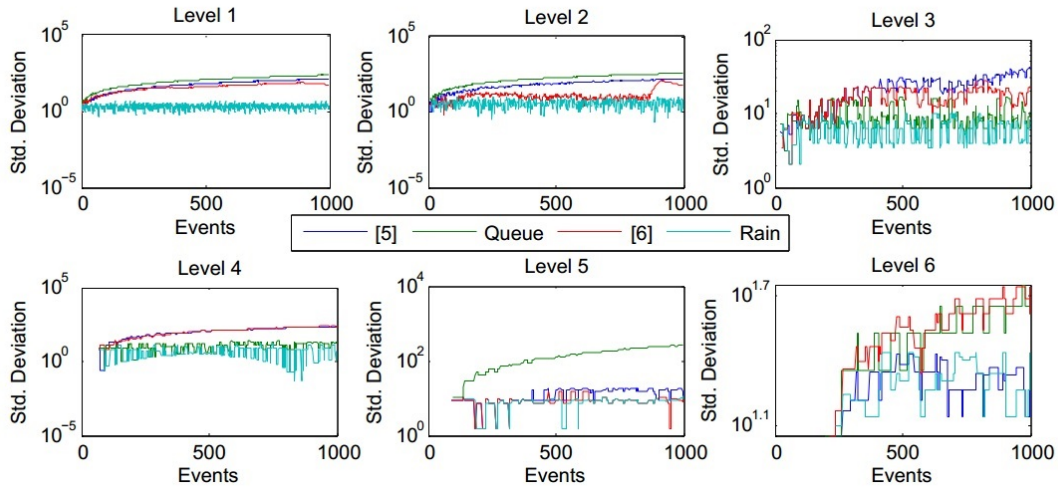 Level 1
10^5
10^0
10^-5
0
500
1000
Std. Deviation
Events
Level 2
10^5
10^0
10^-5
0
500
1000
Std. Deviation
Events
Level 3
10^2
10^1
10^0
0
500
1000
Std. Deviation
Events
[5] Queue [6] Rain
Level 4
10^5
10^0
10^-5
0
500
1000
Std. Deviation
Events
Level 5
10^4
10^2
10^0
0
500
1000
Std. Deviation
Events
Level 6
10^1.7
10^1.1
0
500
1000
Std. Deviation
Events